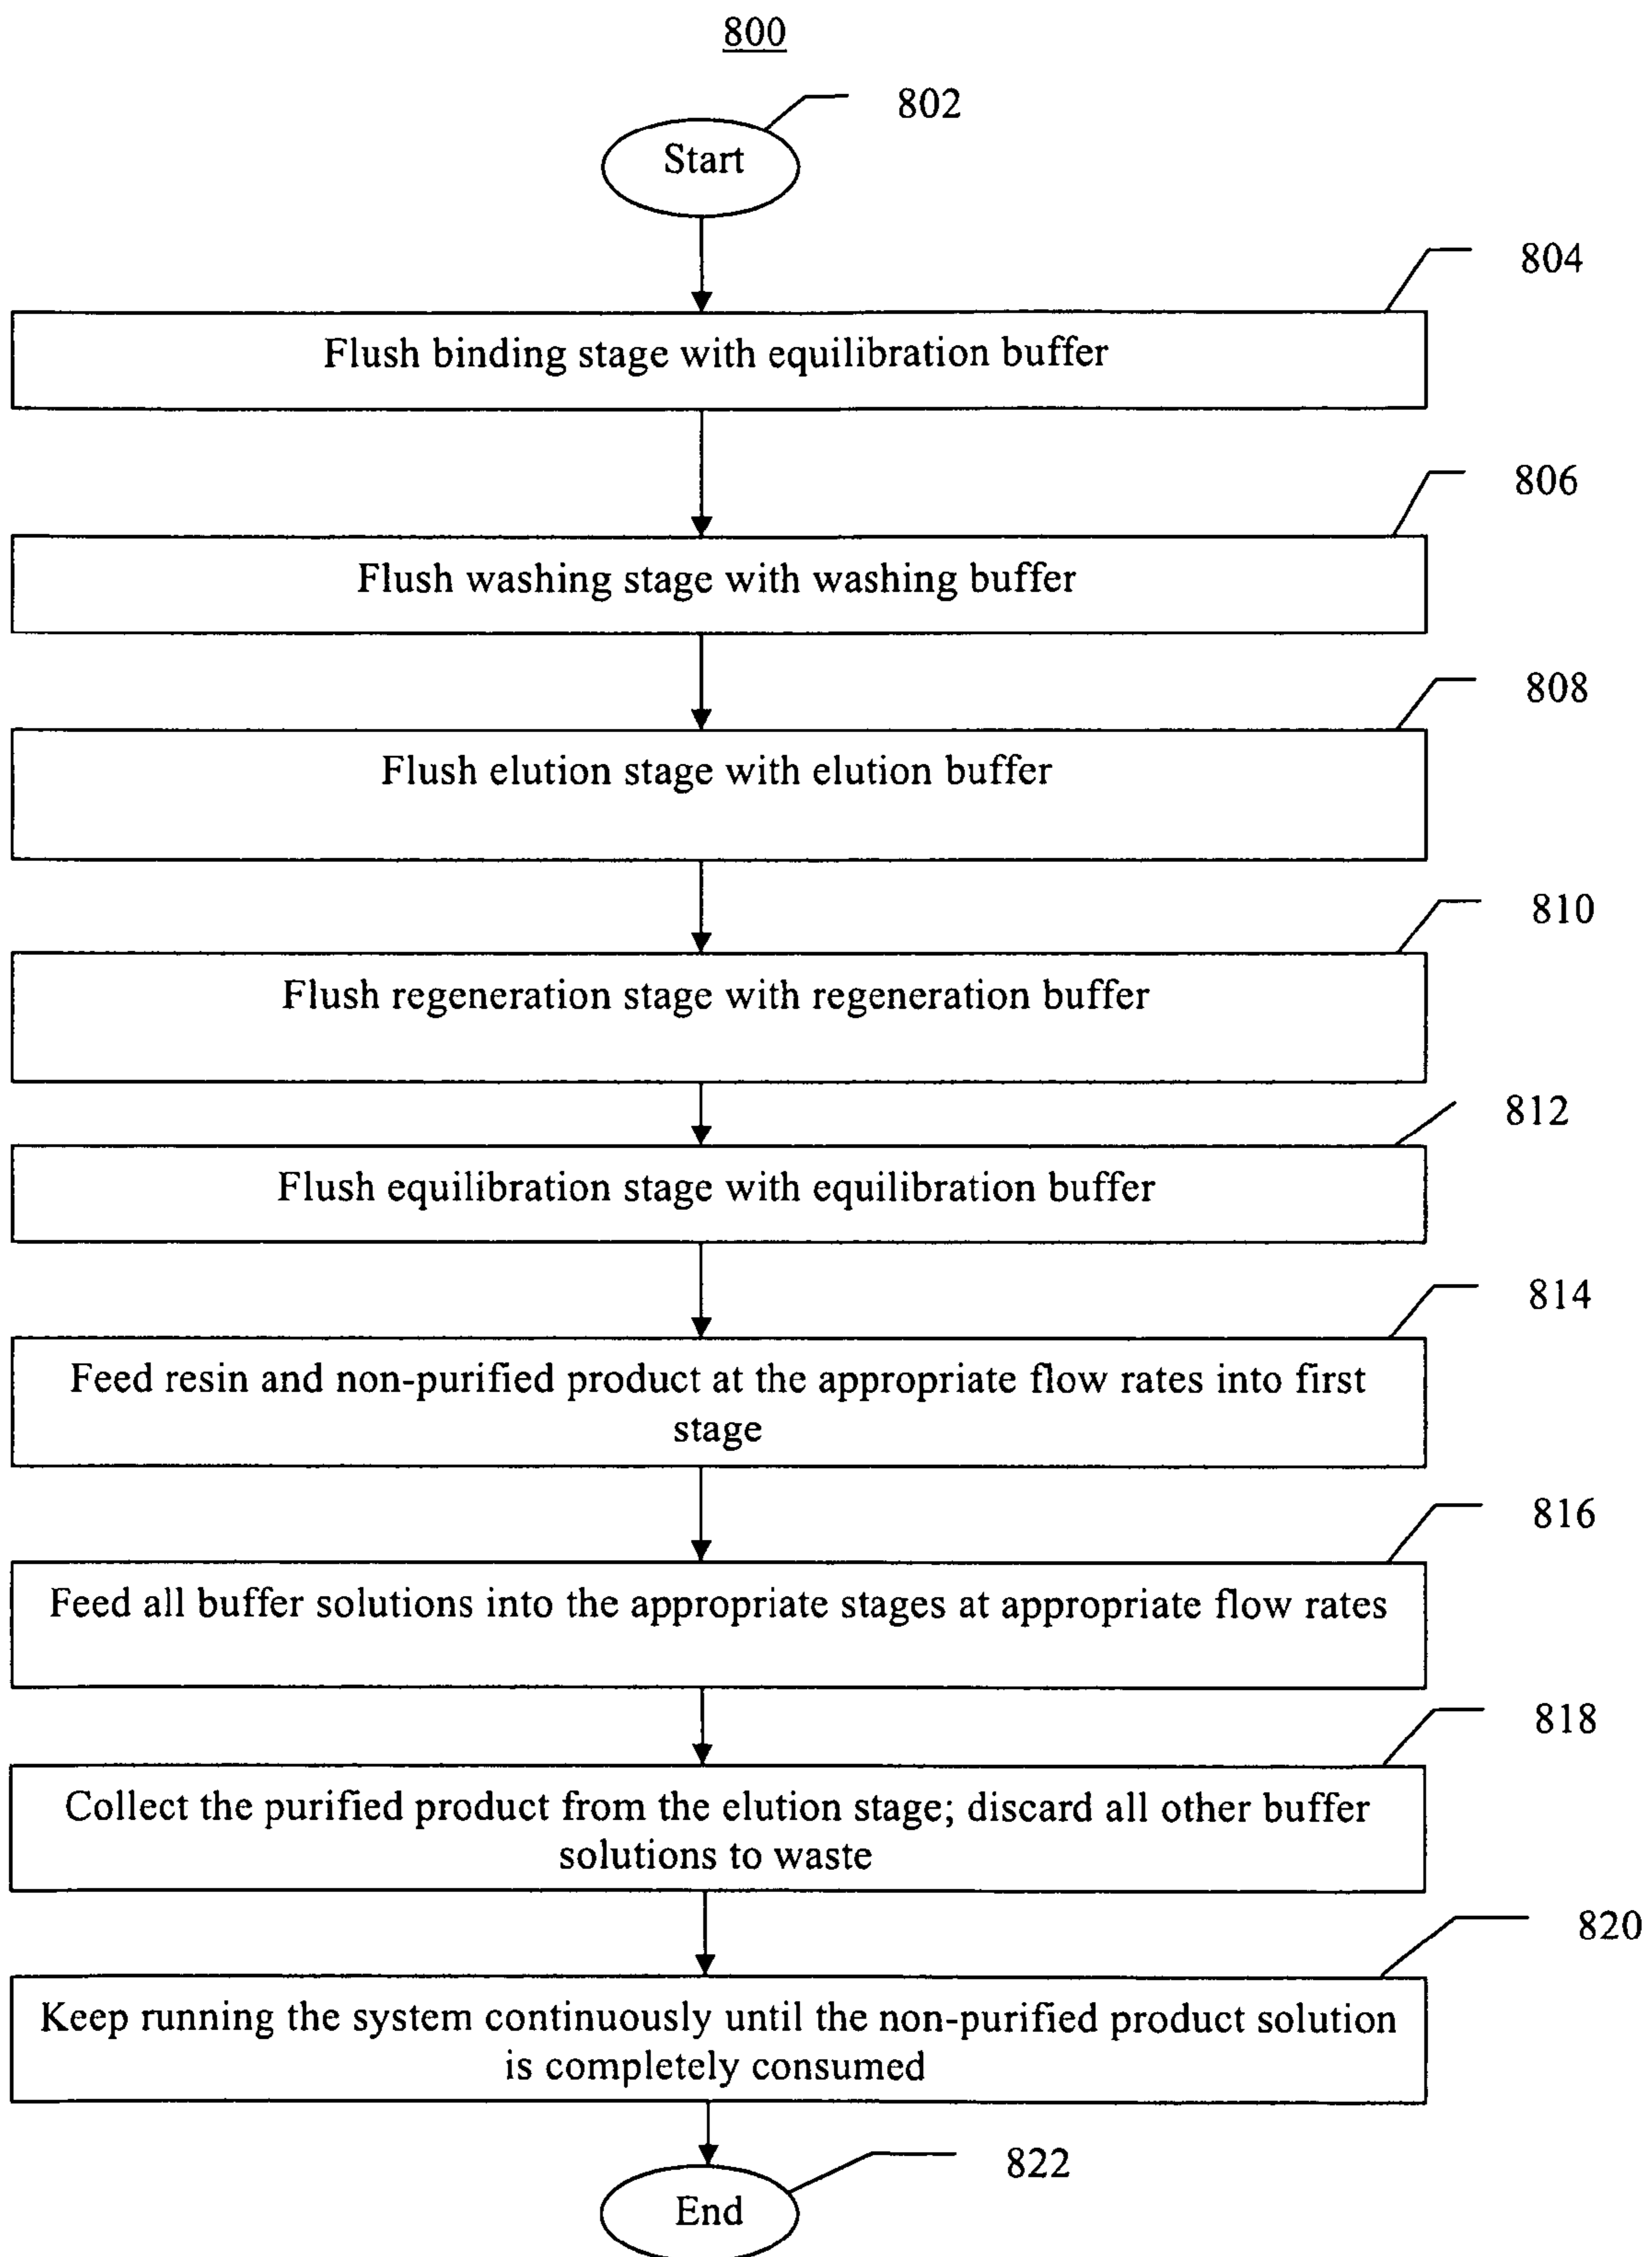 800
802
Start
804
Flush binding stage with equilibration buffer
806
Flush washing stage with washing buffer
808
Flush elution stage with elution buffer
810
Flush regeneration stage with regeneration buffer
812
Flush equilibration stage with equilibration buffer
814
Feed resin and non-purified product at the appropriate flow rates into first
stage
816
Feed all buffer solutions into the appropriate stages at appropriate flow rates
818
Collect the purified product from the elution stage; discard all other buffer
solutions to waste
820
Keep running the system continuously until the non-purified product solution
is completely consumed
822
End